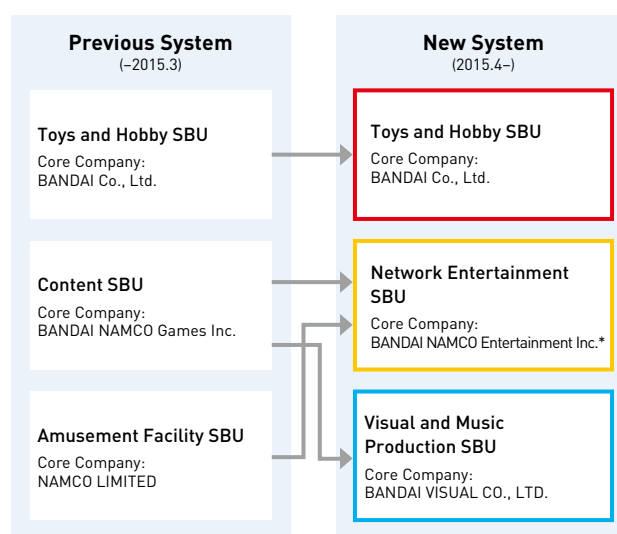 Previous System
(–2015.3)
Toys and Hobby SBU
Core Company:
BANDAI Co., Ltd.
Content SBU
Core Company:
BANDAI NAMCO Games Inc.
Amusement Facility SBU
Core Company:
NAMCO LIMITED
New System
(2015.4–)
Toys and Hobby SBU
Core Company:
BANDAI Co., Ltd.
Network Entertainment
SBU
Core Company:
BANDAI NAMCO Entertainment Inc.*
Visual and Music
Production SBU
Core Company:
BANDAI VISUAL CO., LTD.